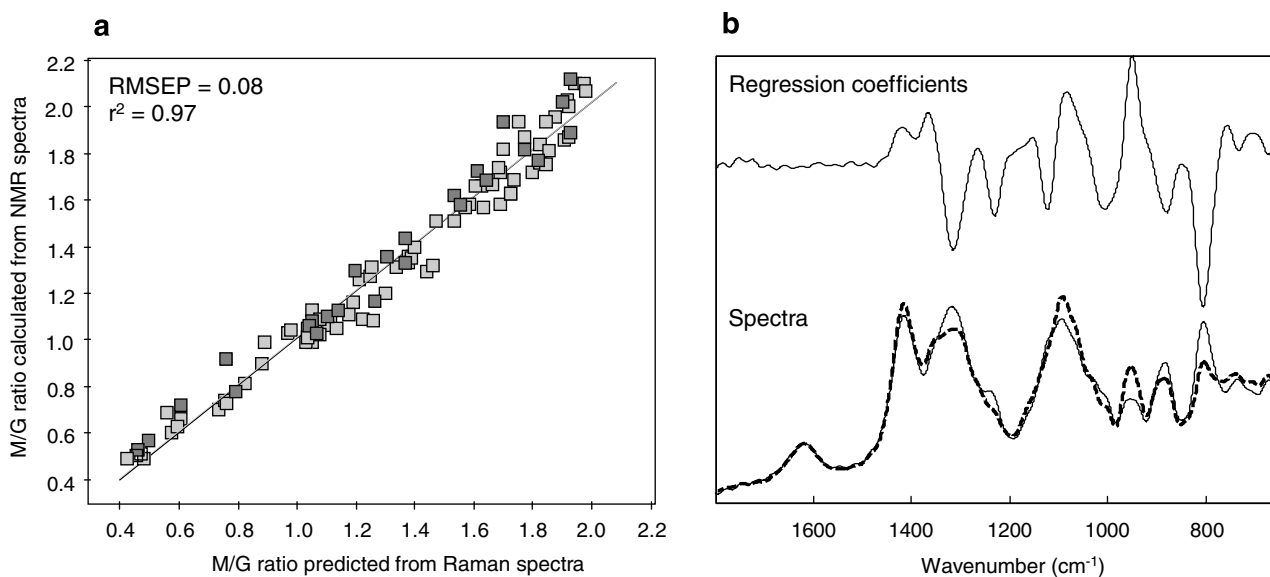 a
RMSEP = 0.08
r² = 0.97
M/G ratio calculated from NMR spectra
2.2
2.0
1.8
1.6
1.4
1.2
1.0
0.8
0.6
0.4
0.4 0.6 0.8 1.0 1.2 1.4 1.6 1.8 2.0 2.2
M/G ratio predicted from Raman spectra
b
Regression coefficients
Spectra
1600 1400 1200 1000 800
Wavenumber (cm⁻¹)